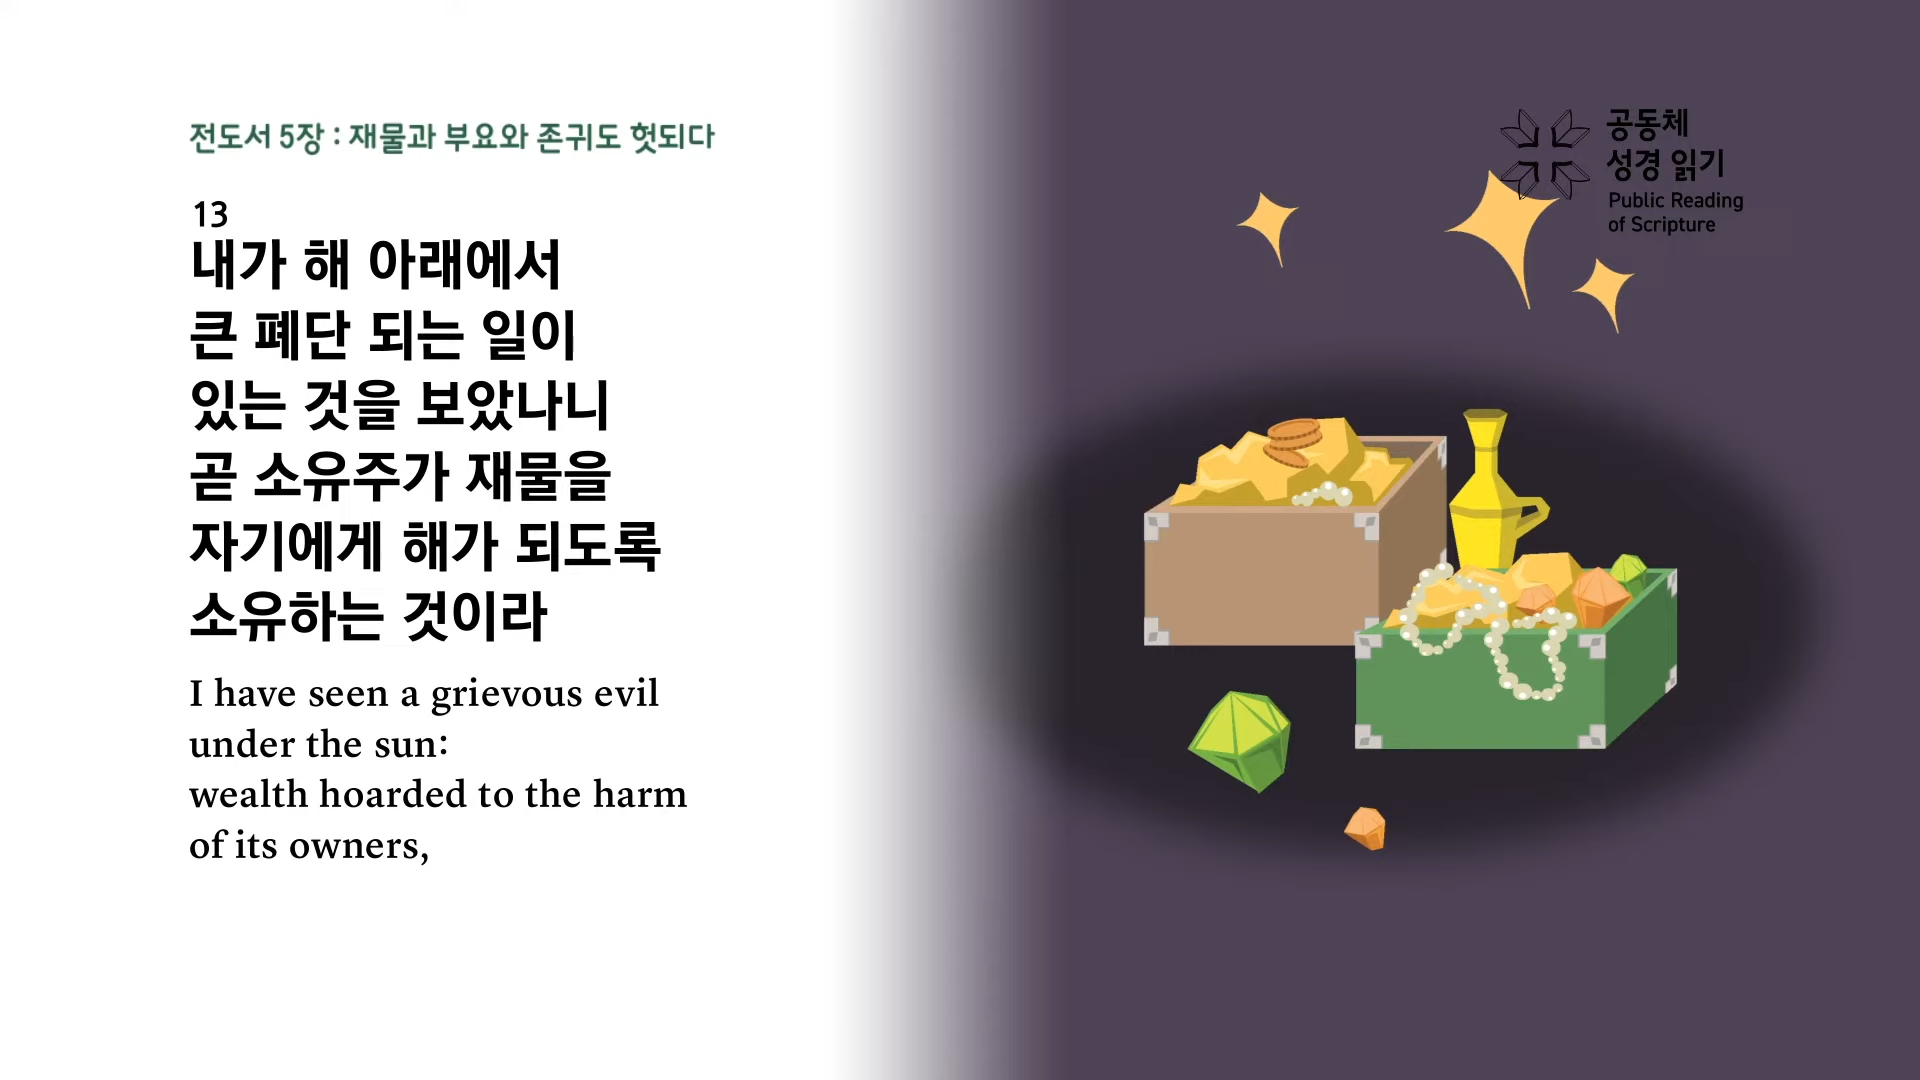 전도서 5장 : 재물과 부요와 존귀도 헛되다
13
내가 해 아래에서
큰 폐단 되는 일이
있는 것을 보았나니
곧 소유주가 재물을
자기에게 해가 되도록
소유하는 것이라
I have seen a grievous evil
under the sun:
wealth hoarded to the harm
of its owners,
공동체
성경 읽기
Public Reading
of Scripture